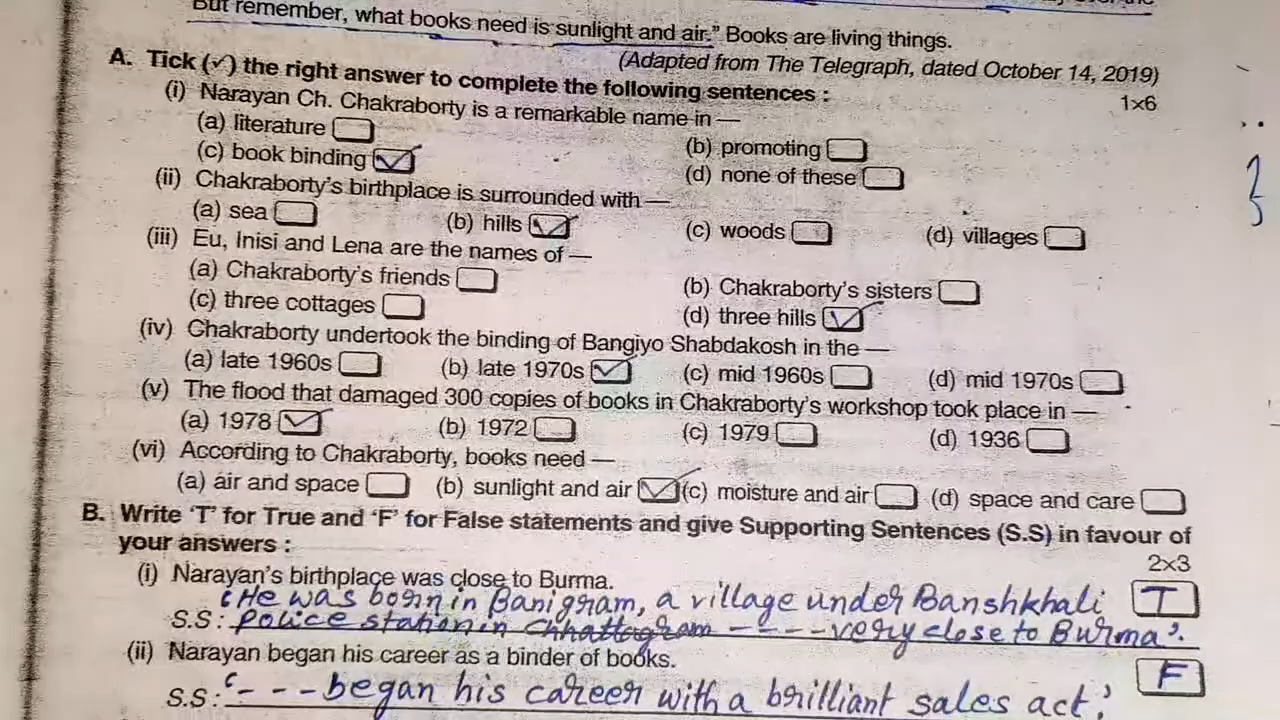 But remember, what books need is sunlight and air." Books are living things.
(Adapted from The Telegraph, dated October 14, 2019)
A. Tick (✓) the right answer to complete the following sentences : 1×6
(i) Narayan Ch. Chakraborty is a remarkable name in —
(a) literature (b) promoting
(c) book binding ✓ (d) none of these
(ii) Chakraborty's birthplace is surrounded with —
(a) sea (b) hills ✓ (c) woods (d) villages
(iii) Eu, Inisi and Lena are the names of —
(a) Chakraborty's friends (b) Chakraborty's sisters
(c) three cottages (d) three hills ✓
(iv) Chakraborty undertook the binding of Bangiyo Shabdakosh in the —
(a) late 1960s (b) late 1970s ✓ (c) mid 1960s (d) mid 1970s
(v) The flood that damaged 300 copies of books in Chakraborty's workshop took place in —
(a) 1978 ✓ (b) 1972 (c) 1979 (d) 1936
(vi) According to Chakraborty, books need —
(a) air and space (b) sunlight and air ✓ (c) moisture and air (d) space and care
B. Write 'T' for True and 'F' for False statements and give Supporting Sentences (S.S) in favour of
your answers : 2×3
(i) Narayan's birthplace was close to Burma.
'He was born in Banigram, a village under Banshkhali T
S.S : police station in Chhattogram ---- very close to Burma'.
(ii) Narayan began his career as a binder of books. F
S.S : '--- began his career with a brilliant sales act.'